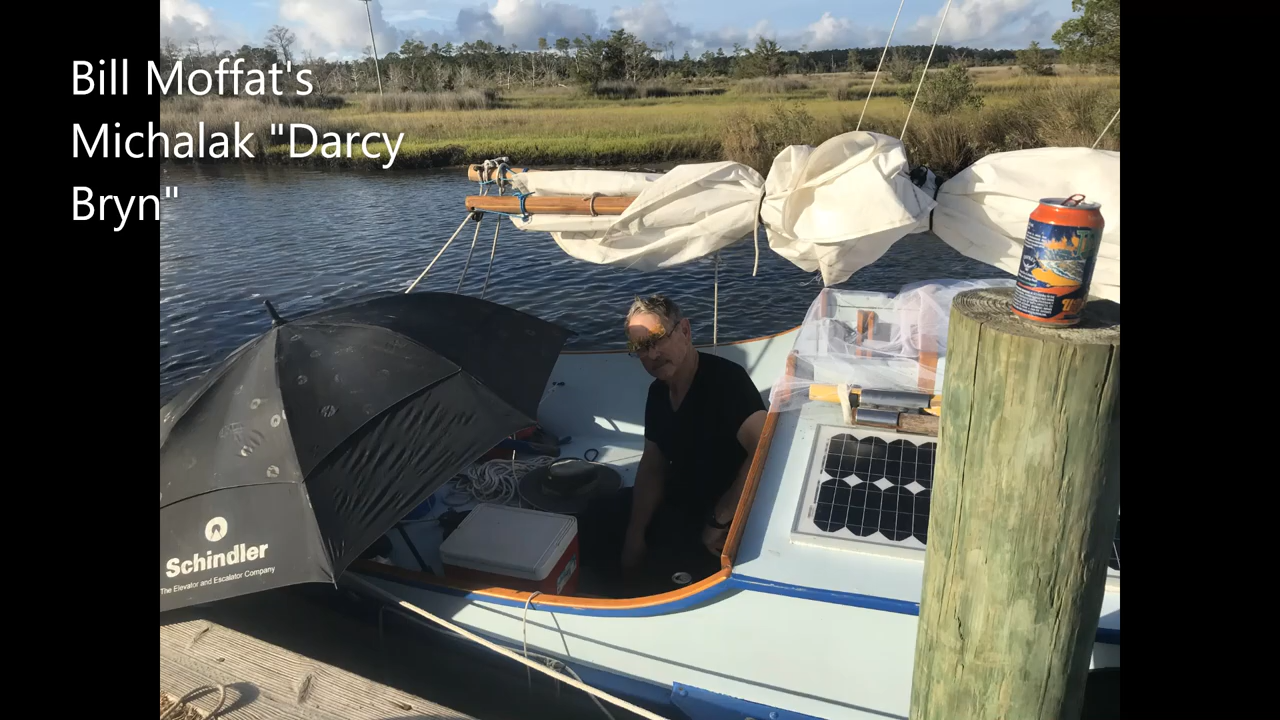 Bill Moffat's
Michalak "Darcy
Bryn"
Schindler
The Elevator and Escalator Company